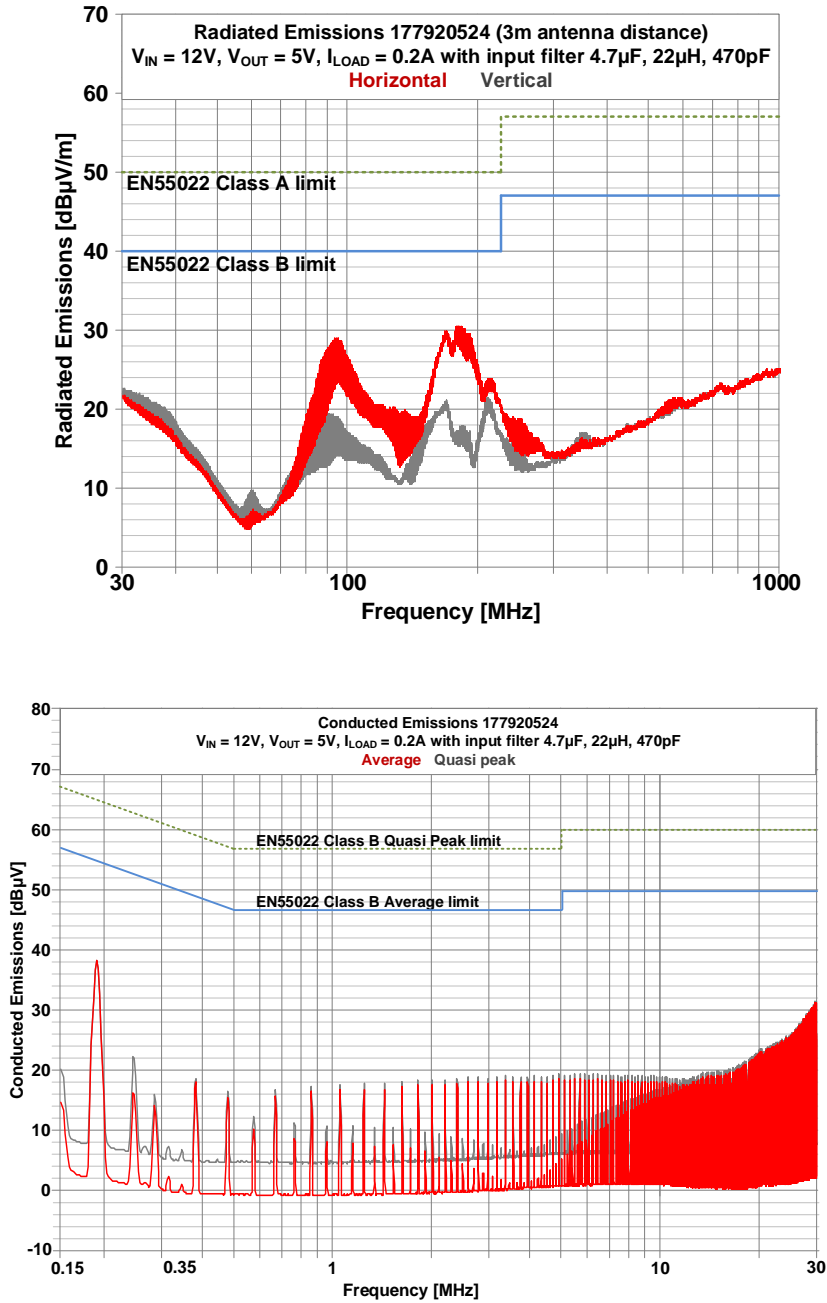 Radiated Emissions 177920524 (3m antenna distance)
VIN = 12V, VOUT = 5V, ILOAD = 0.2A with input filter 4.7µF, 22µH, 470pF
Horizontal Vertical
70
60
50
40
30
20
10
0
Radiated Emissions [dBµV/m]
EN55022 Class A limit
EN55022 Class B limit
30 100 1000
Frequency [MHz]
Conducted Emissions 177920524
VIN = 12V, VOUT = 5V, ILOAD = 0.2A with input filter 4.7µF, 22µH, 470pF
Average Quasi peak
80
70
60
50
40
30
20
10
0
-10
Conducted Emissions [dBµV]
EN55022 Class B Quasi Peak limit
EN55022 Class B Average limit
0.15 0.35 1 10 30
Frequency [MHz]